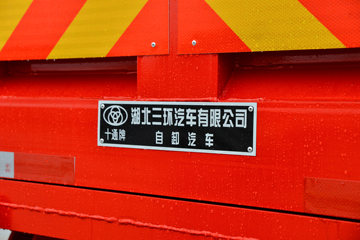 湖北三环汽车有限公司
十通牌
自卸汽车